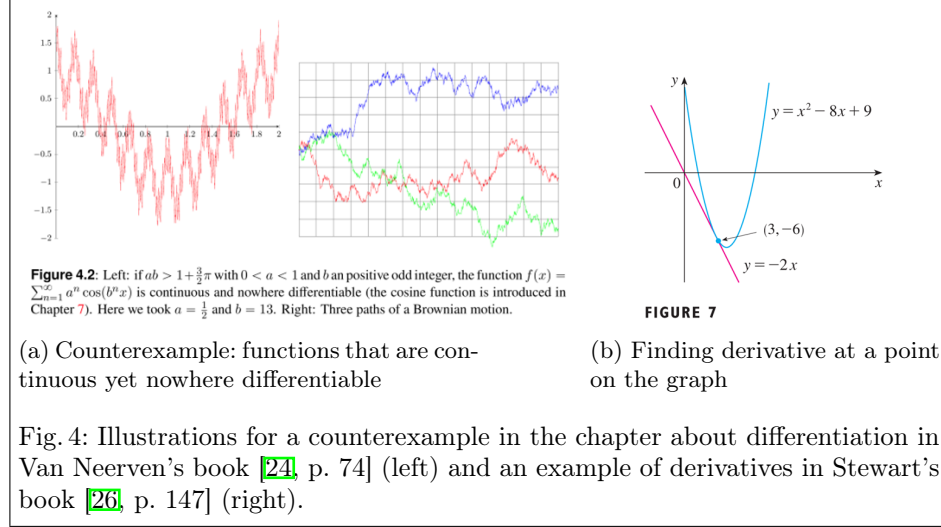 2
1.5
1
0.5
-0.5
-1
-1.5
-2
0.2 0.4 0.6 0.8 1 1.2 1.4 1.6 1.8 2
Figure 4.2: Left: if ab > 1+\frac{3}{2}π with 0 < a < 1 and b an positive odd integer, the function f(x) =
∑_{n=1}^{∞} a^n cos(b^n x) is continuous and nowhere differentiable (the cosine function is introduced in
Chapter 7). Here we took a = \frac{1}{2} and b = 13. Right: Three paths of a Brownian motion.
y
y = x² − 8x + 9
0
x
(3, −6)
y = −2x
FIGURE 7
(a) Counterexample: functions that are con-
tinuous yet nowhere differentiable
(b) Finding derivative at a point
on the graph
Fig. 4: Illustrations for a counterexample in the chapter about differentiation in
Van Neerven's book [24, p. 74] (left) and an example of derivatives in Stewart's
book [26, p. 147] (right).